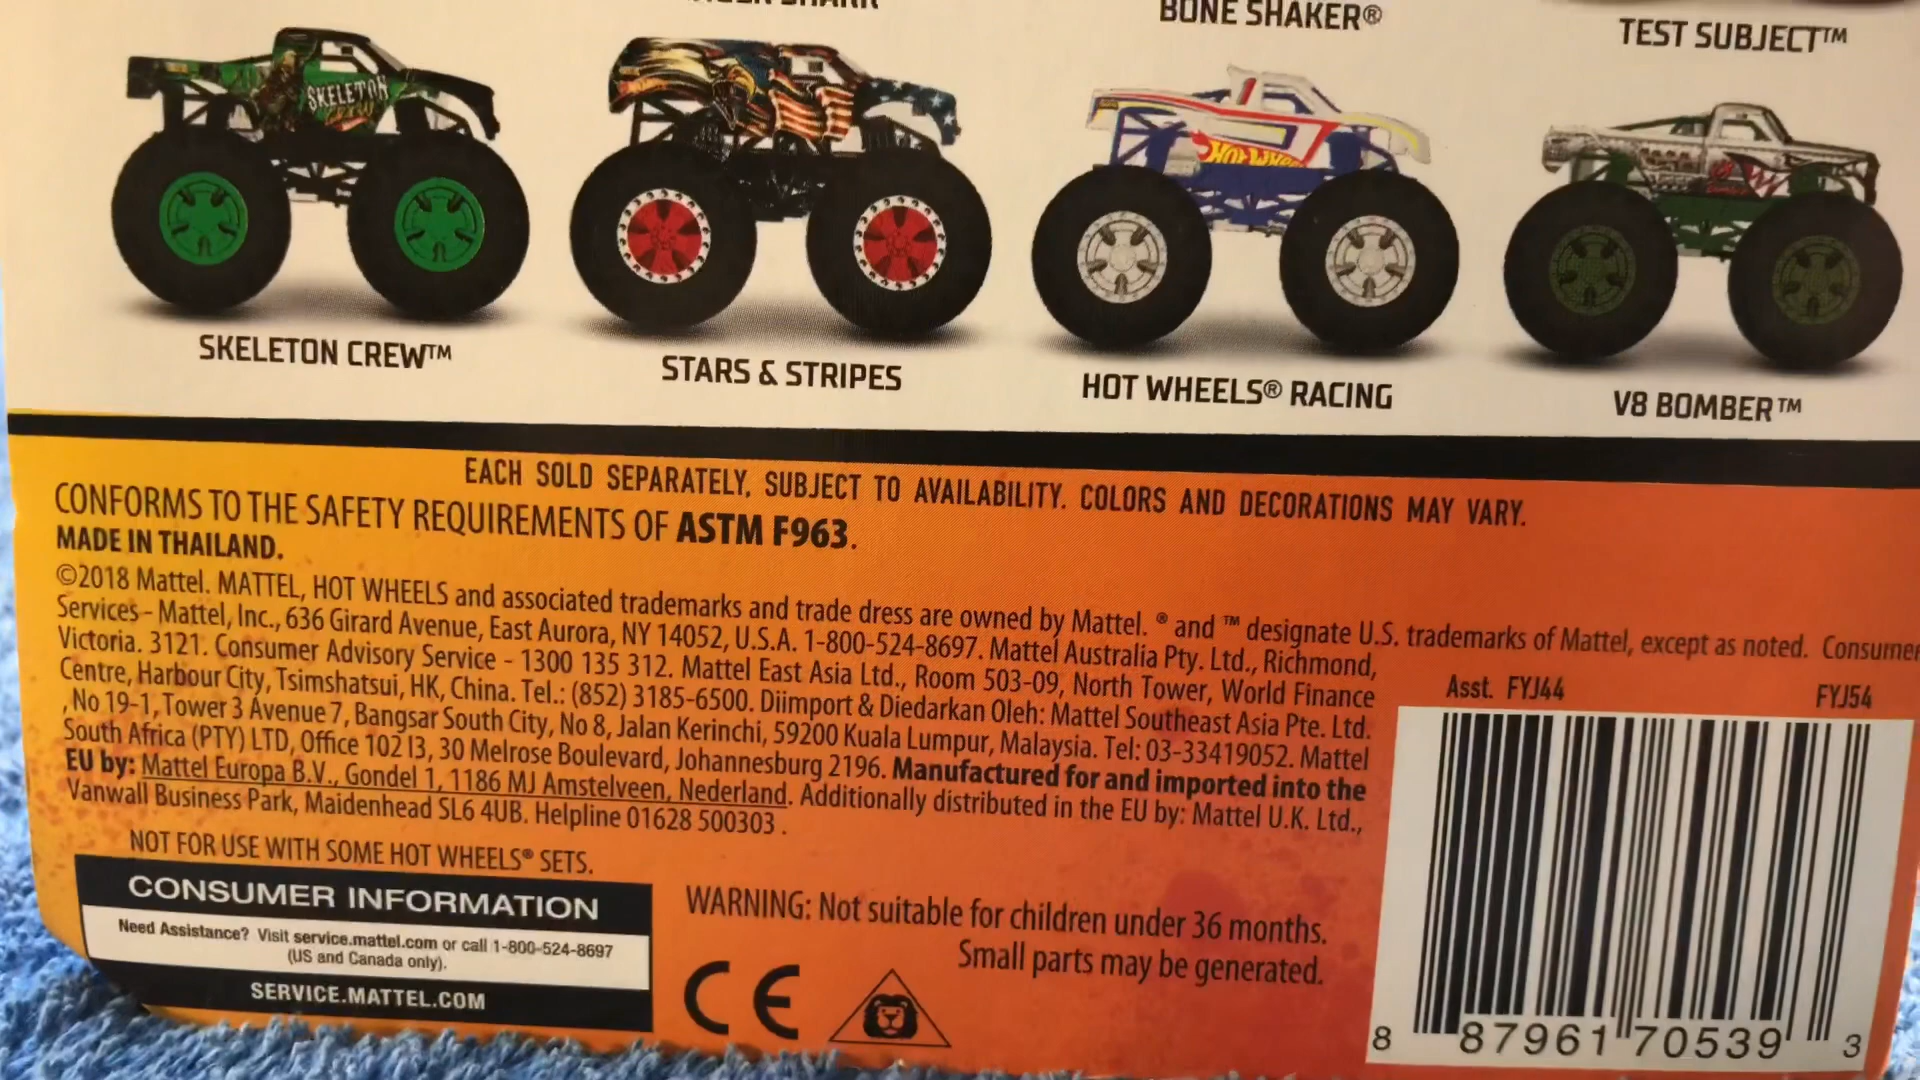 SHARK
BONE SHAKER®
TEST SUBJECT™
SKELETON
CREW
HOT WHEELS
SKELETON CREW™
STARS & STRIPES
HOT WHEELS® RACING
V8 BOMBER™
EACH SOLD SEPARATELY, SUBJECT TO AVAILABILITY. COLORS AND DECORATIONS MAY VARY.
CONFORMS TO THE SAFETY REQUIREMENTS OF ASTM F963.
MADE IN THAILAND.
©2018 Mattel. MATTEL, HOT WHEELS and associated trademarks and trade dress are owned by Mattel. ® and ™ designate U.S. trademarks of Mattel, except as noted. Consumer
Services - Mattel, Inc., 636 Girard Avenue, East Aurora, NY 14052, U.S.A. 1-800-524-8697. Mattel Australia Pty. Ltd., Richmond,
Victoria. 3121. Consumer Advisory Service - 1300 135 312. Mattel East Asia Ltd., Room 503-09, North Tower, World Finance
Centre, Harbour City, Tsimshatsui, HK, China. Tel.: (852) 3185-6500. Diimport & Diedarkan Oleh: Mattel Southeast Asia Pte. Ltd.
, No 19-1, Tower 3 Avenue 7, Bangsar South City, No 8, Jalan Kerinchi, 59200 Kuala Lumpur, Malaysia. Tel: 03-33419052. Mattel
South Africa (PTY) LTD, Office 102 I3, 30 Melrose Boulevard, Johannesburg 2196. Manufactured for and imported into the
EU by: Mattel Europa B.V., Gondel 1, 1186 MJ Amstelveen, Nederland. Additionally distributed in the EU by: Mattel U.K. Ltd.,
Vanwall Business Park, Maidenhead SL6 4UB. Helpline 01628 500303 .
NOT FOR USE WITH SOME HOT WHEELS® SETS.
CONSUMER INFORMATION
Need Assistance? Visit service.mattel.com or call 1-800-524-8697
(US and Canada only).
SERVICE.MATTEL.COM
WARNING: Not suitable for children under 36 months.
Small parts may be generated.
CE
Asst. FYJ44
FYJ54
8 87961 70539 3